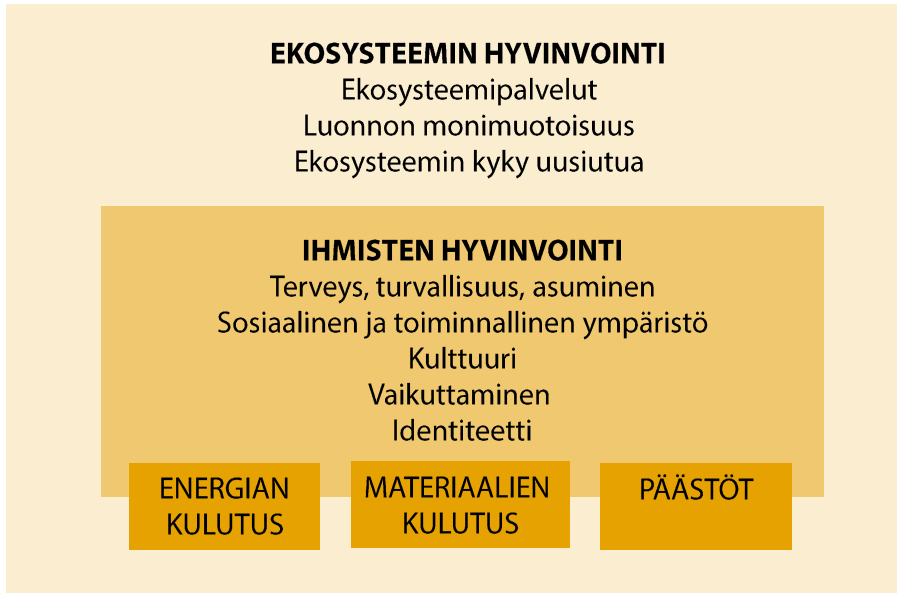 EKOSYSTEEMIN HYVINVOINTI
Ekosysteemipalvelut
Luonnon monimuotoisuus
Ekosysteemin kyky uusiutua
IHMISTEN HYVINVOINTI
Terveys, turvallisuus, asuminen
Sosiaalinen ja toiminnallinen ympäristö
Kulttuuri
Vaikuttaminen
Identiteetti
ENERGIAN
KULUTUS
MATERIAALIEN
KULUTUS
PÄÄSTÖT